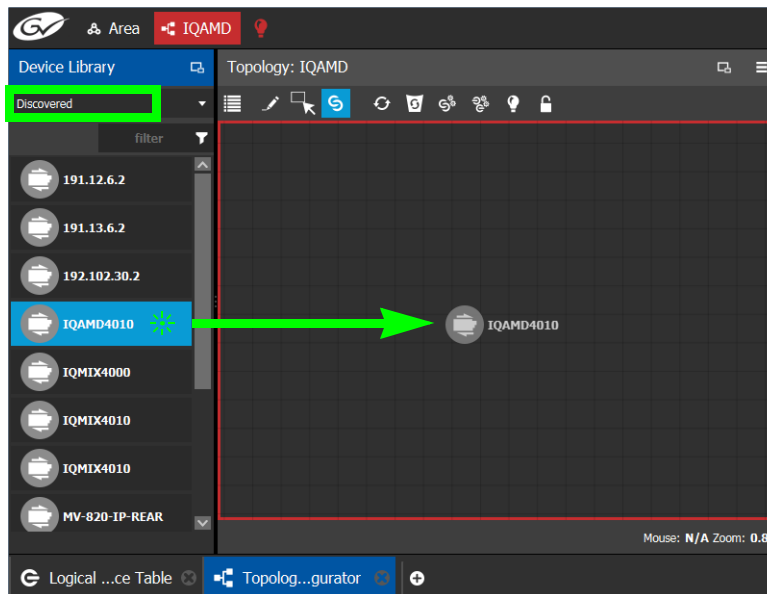 GV Area IQAMD
Device Library
Topology: IQAMD
Discovered
filter
191.12.6.2
191.13.6.2
192.102.30.2
IQAMD4010
IQAMD4010
IQMIX4000
IQMIX4010
IQMIX4010
MV-820-IP-REAR
Mouse: N/A Zoom: 0.8
Logical ...ce Table
Topolog...gurator